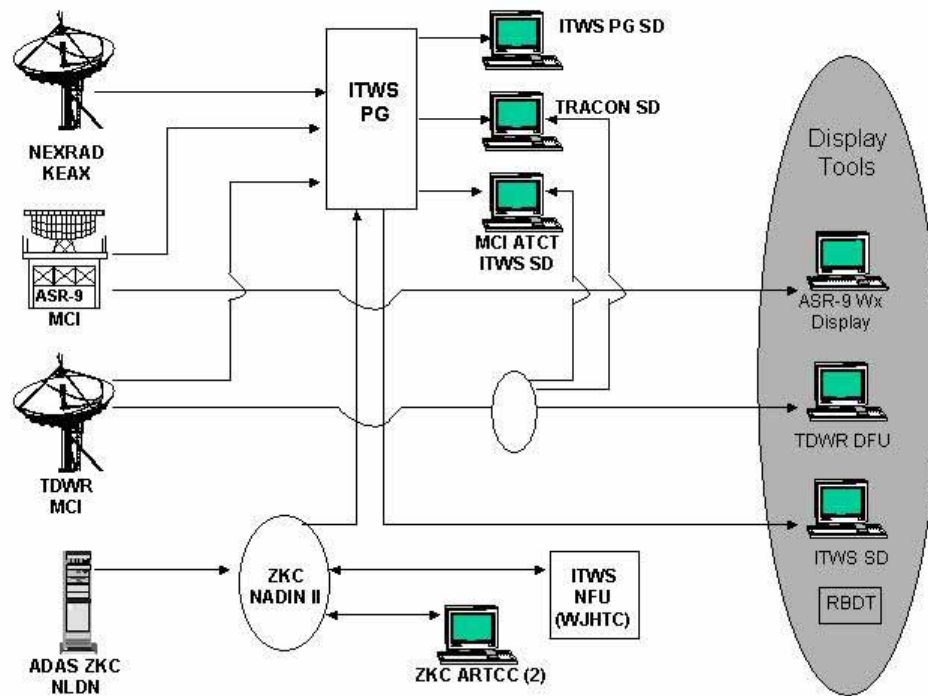 ITWS PG SD
ITWS
PG
TRACON SD
NEXRAD
KEAX
Display
Tools
MCI ATCT
ITWS SD
ASR-9
MCI
ASR-9 Wx
Display
TDWR DFU
TDWR
MCI
ITWS SD
ZKC
NADIN II
ITWS
NFU
(WJHTC)
RBDT
ADAS ZKC
NLDN
ZKC ARTCC (2)